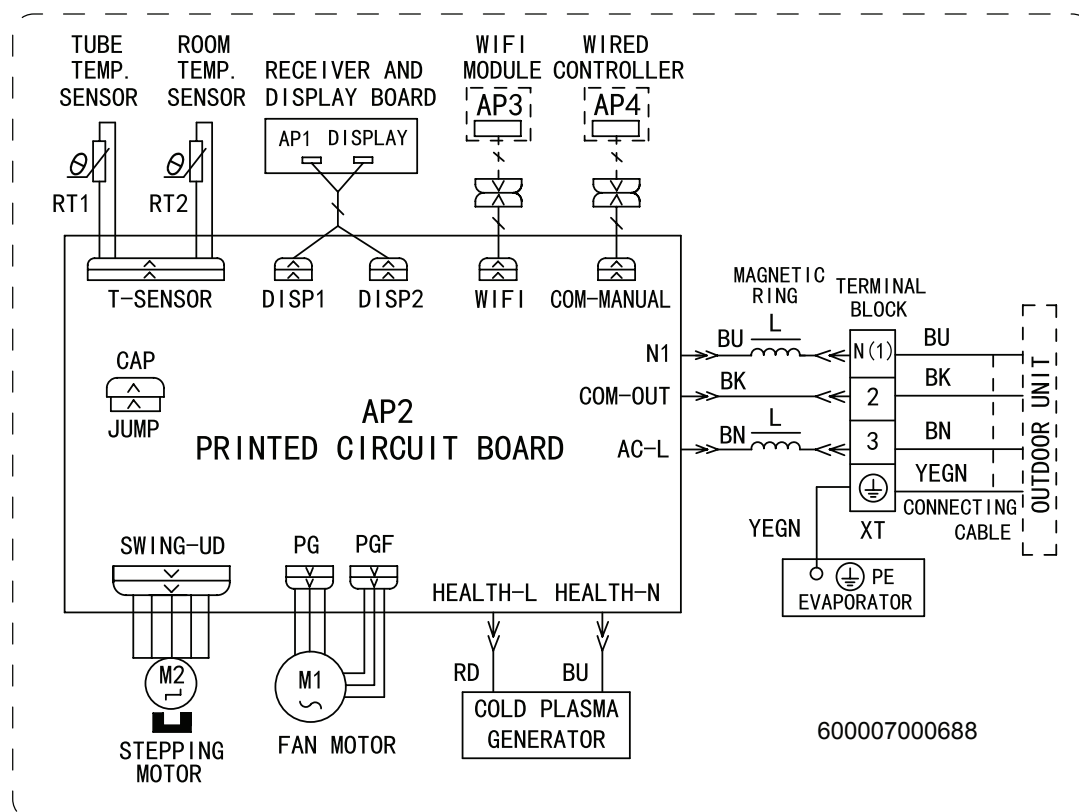 TUBE
TEMP.
SENSOR
ROOM
TEMP.
SENSOR
RECEIVER AND
DISPLAY BOARD
WIFI
MODULE
WIRED
CONTROLLER
AP1 DISPLAY
AP3
AP4
θ
RT1
θ
RT2
T-SENSOR
DISP1
DISP2
WIFI
COM-MANUAL
MAGNETIC
RING
TERMINAL
BLOCK
CAP
JUMP
AP2
PRINTED CIRCUIT BOARD
N1
BU
L
N(1)
BU
COM-OUT
BK
2
BK
AC-L
BN
L
3
BN
YEGN
YEGN
XT
CONNECTING
CABLE
OUTDOOR UNIT
PE
EVAPORATOR
SWING-UD
PG
PGF
HEALTH-L
HEALTH-N
M2
STEPPING
MOTOR
M1
FAN MOTOR
RD
BU
COLD PLASMA
GENERATOR
600007000688